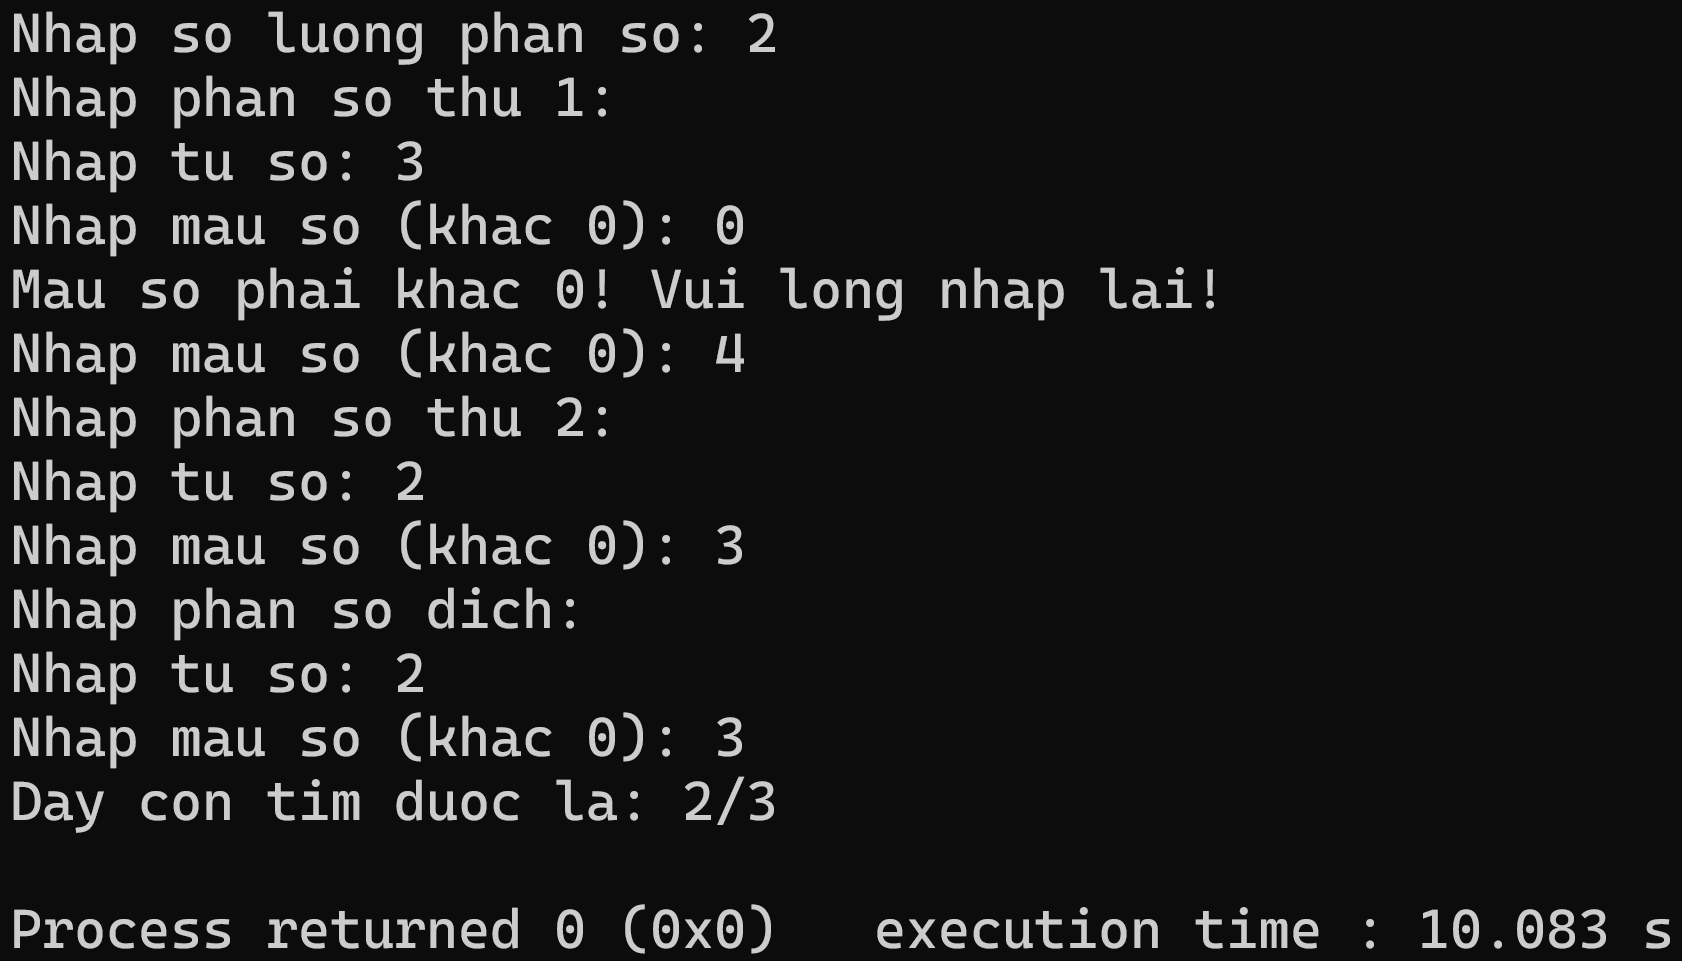 Nhap so luong phan so: 2
Nhap phan so thu 1:
Nhap tu so: 3
Nhap mau so (khac 0): 0
Mau so phai khac 0! Vui long nhap lai!
Nhap mau so (khac 0): 4
Nhap phan so thu 2:
Nhap tu so: 2
Nhap mau so (khac 0): 3
Nhap phan so dich:
Nhap tu so: 2
Nhap mau so (khac 0): 3
Day con tim duoc la: 2/3
Process returned 0 (0x0)   execution time : 10.083 s